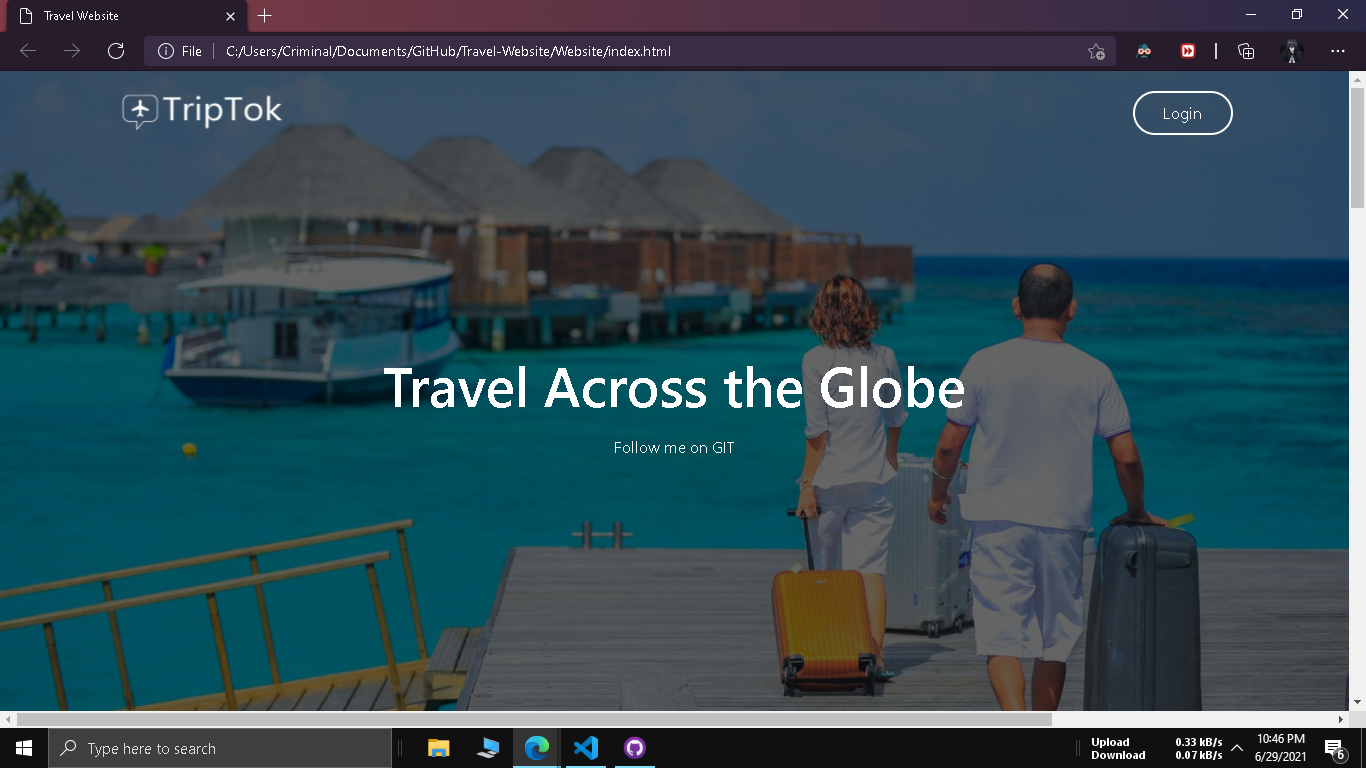 Travel Website
File
C:/Users/Criminal/Documents/GitHub/Travel-Website/Website/index.html
TripTok
Login
Travel Across the Globe
Follow me on GIT
Type here to search
Upload 0.33 kB/s
Download 0.07 kB/s
10:46 PM
6/29/2021
6